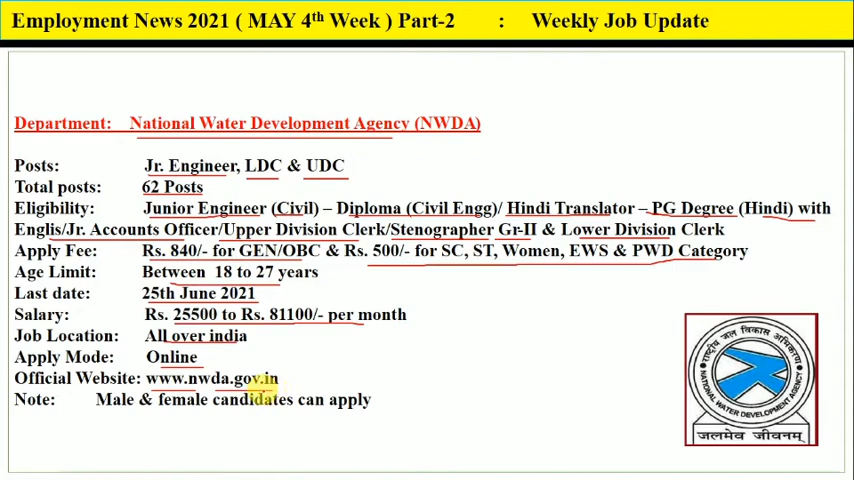 Employment News 2021 ( MAY 4th Week ) Part-2 : Weekly Job Update
Department: National Water Development Agency (NWDA)
Posts: Jr. Engineer, LDC & UDC
Total posts: 62 Posts
Eligibility: Junior Engineer (Civil) – Diploma (Civil Engg)/ Hindi Translator – PG Degree (Hindi) with
Englis/Jr. Accounts Officer/Upper Division Clerk/Stenographer Gr-II & Lower Division Clerk
Apply Fee: Rs. 840/- for GEN/OBC & Rs. 500/- for SC, ST, Women, EWS & PWD Category
Age Limit: Between 18 to 27 years
Last date: 25th June 2021
Salary: Rs. 25500 to Rs. 81100/- per month
Job Location: All over india
Apply Mode: Online
Official Website: www.nwda.gov.in
Note: Male & female candidates can apply
राष्ट्रीय जल विकास अभिकरण
NATIONAL WATER DEVELOPMENT AGENCY
जलमेव जीवनम्